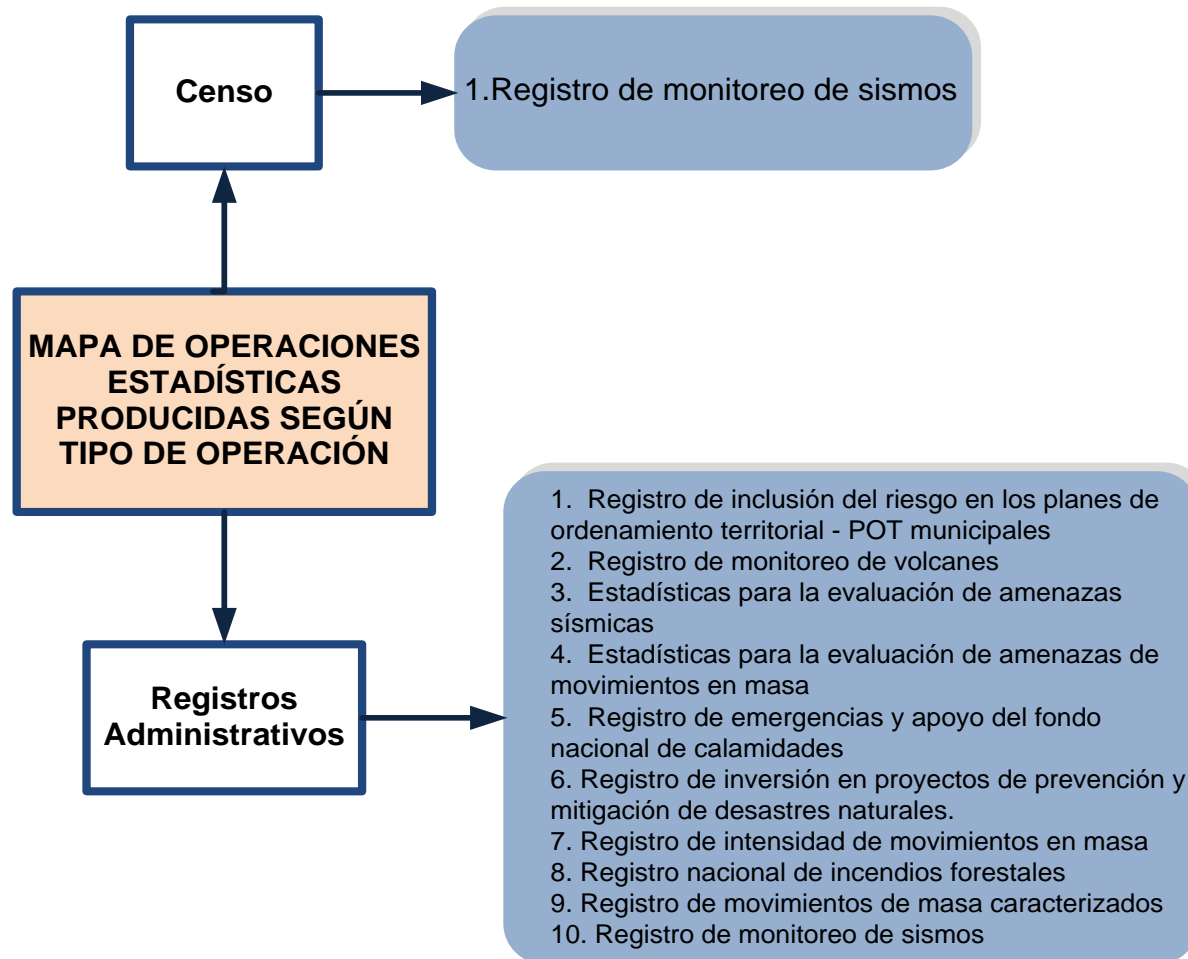 Censo
1.Registro de monitoreo de sismos
MAPA DE OPERACIONES
ESTADÍSTICAS
PRODUCIDAS SEGÚN
TIPO DE OPERACIÓN
Registros
Administrativos
1. Registro de inclusión del riesgo en los planes de
ordenamiento territorial - POT municipales
2. Registro de monitoreo de volcanes
3. Estadísticas para la evaluación de amenazas
sísmicas
4. Estadísticas para la evaluación de amenazas de
movimientos en masa
5. Registro de emergencias y apoyo del fondo
nacional de calamidades
6. Registro de inversión en proyectos de prevención y
mitigación de desastres naturales.
7. Registro de intensidad de movimientos en masa
8. Registro nacional de incendios forestales
9. Registro de movimientos de masa caracterizados
10. Registro de monitoreo de sismos